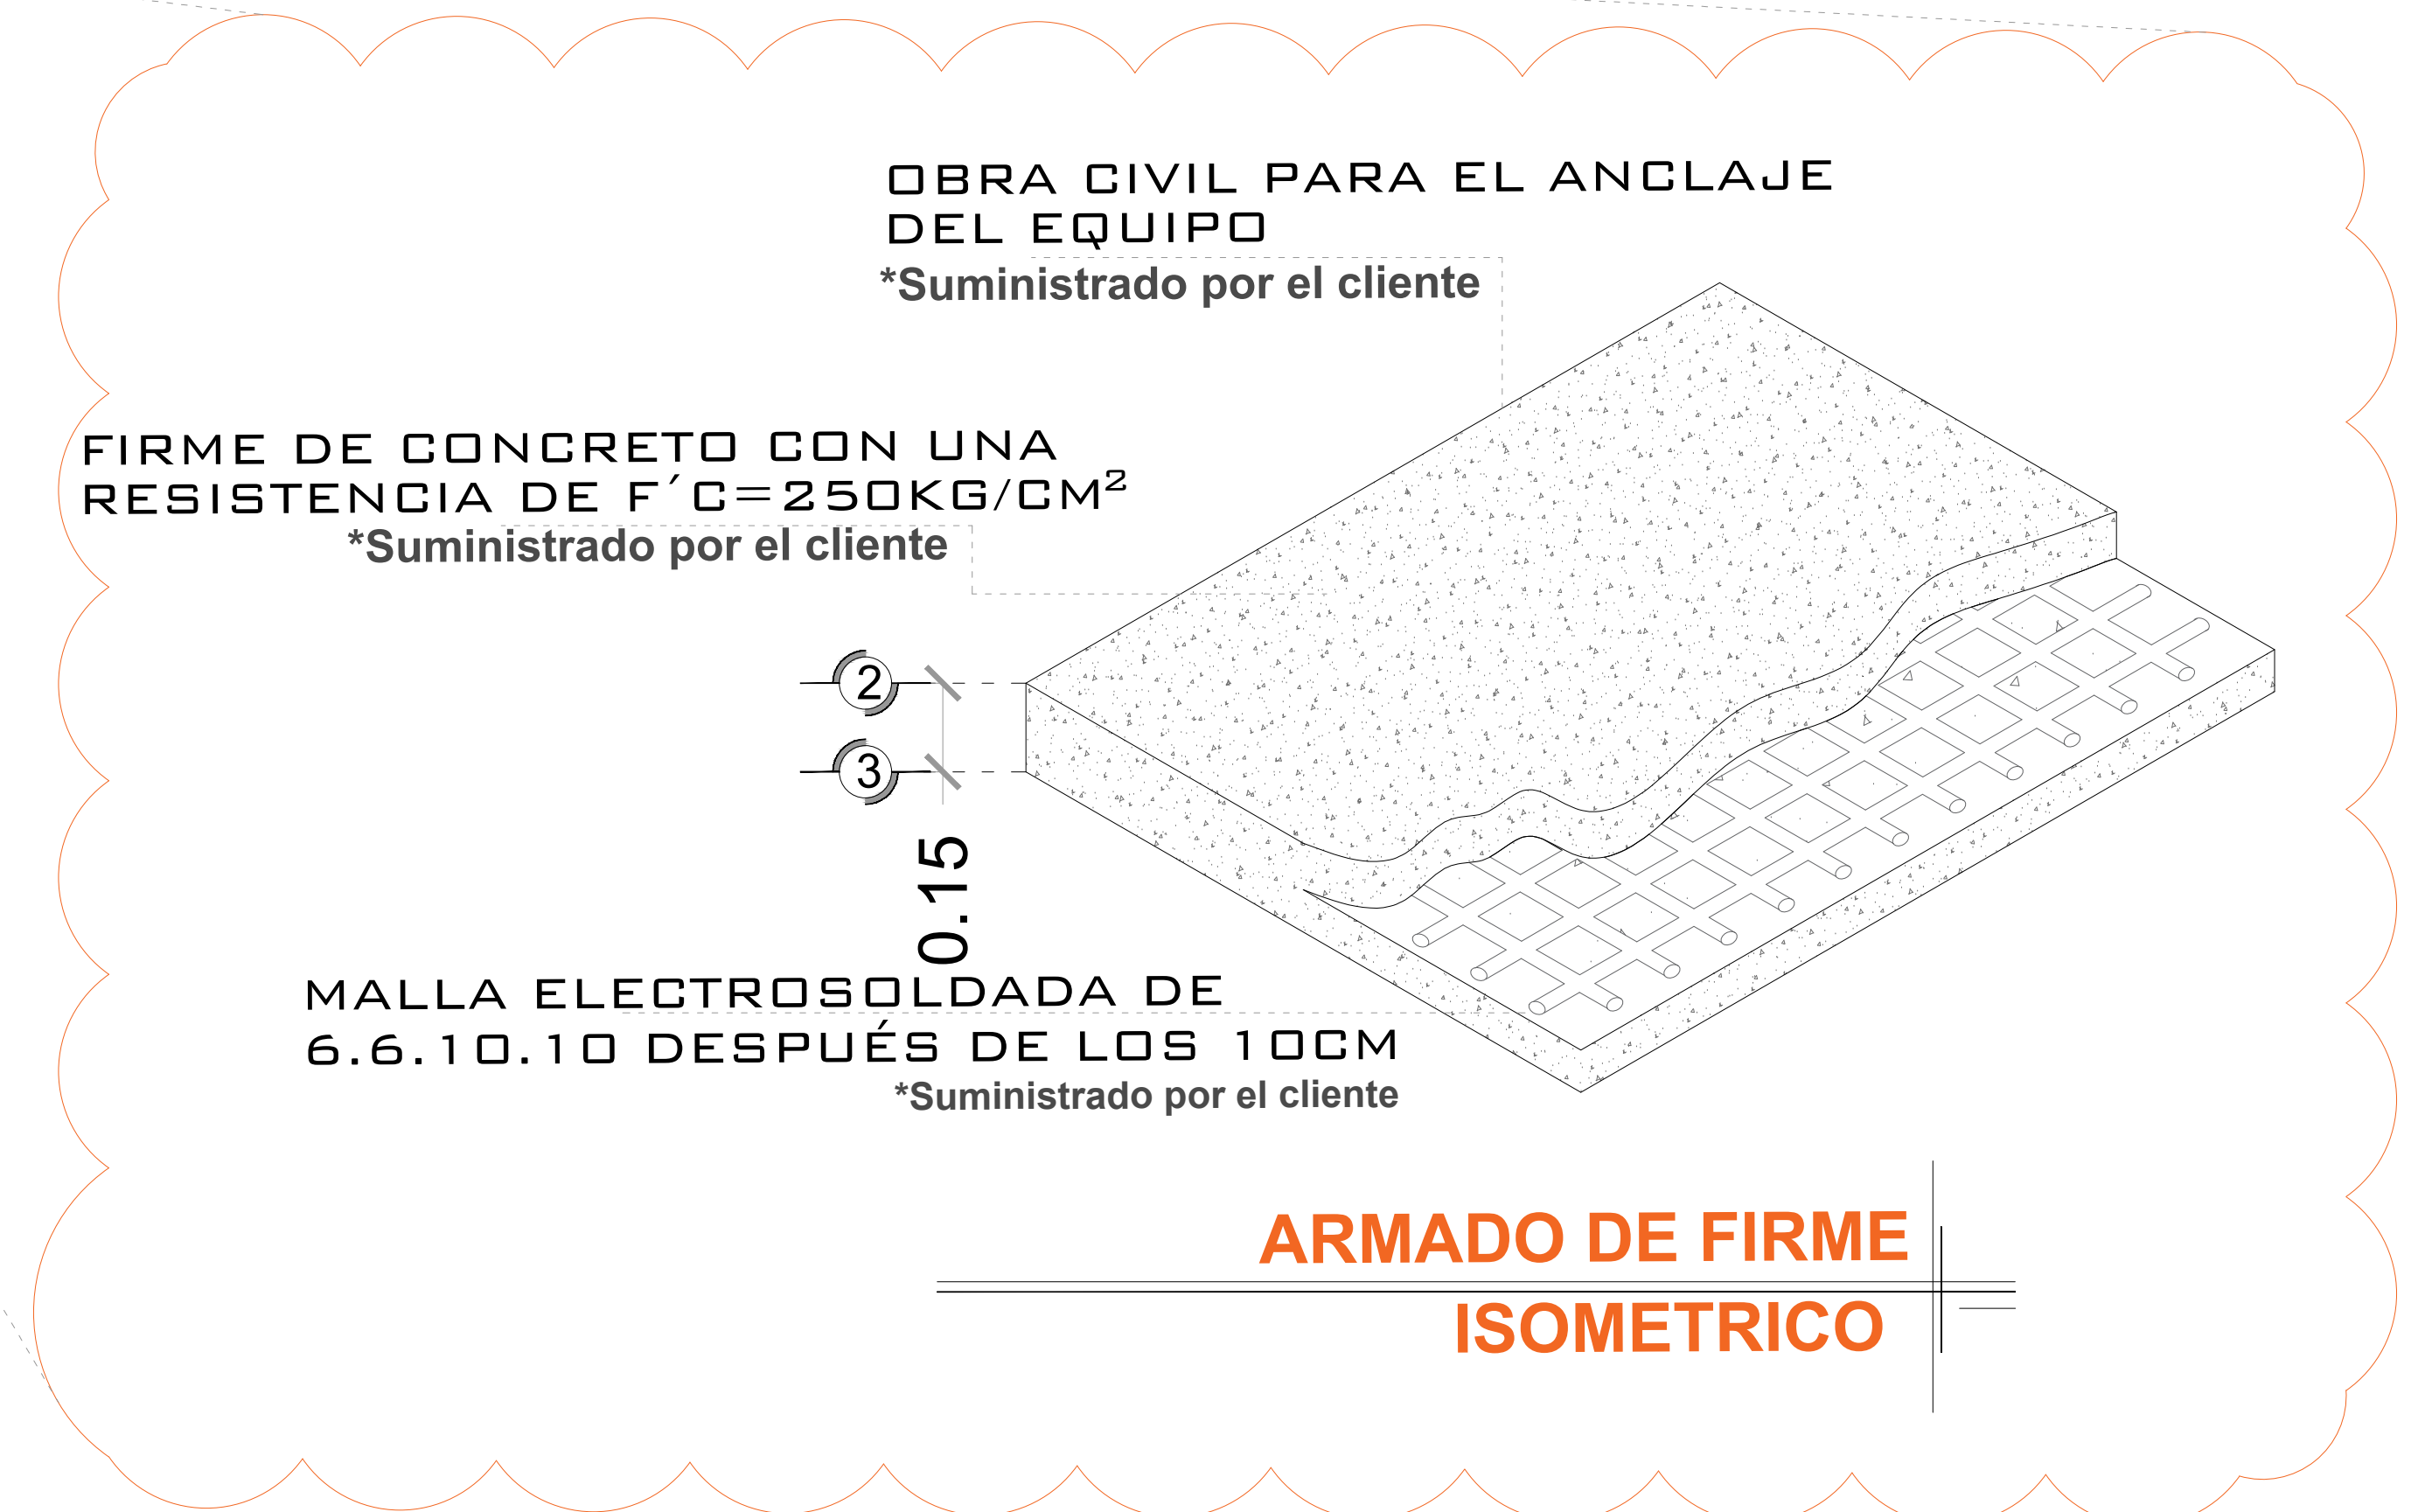 OBRA CIVIL PARA EL ANCLAJE
DEL EQUIPO
*Suministrado por el cliente
FIRME DE CONCRETO CON UNA
RESISTENCIA DE F´C=250KG/CM²
*Suministrado por el cliente
2
3
0.15
MALLA ELECTROSOLDADA DE
6.6.10.10 DESPUÉS DE LOS 10CM
*Suministrado por el cliente
ARMADO DE FIRME
ISOMETRICO